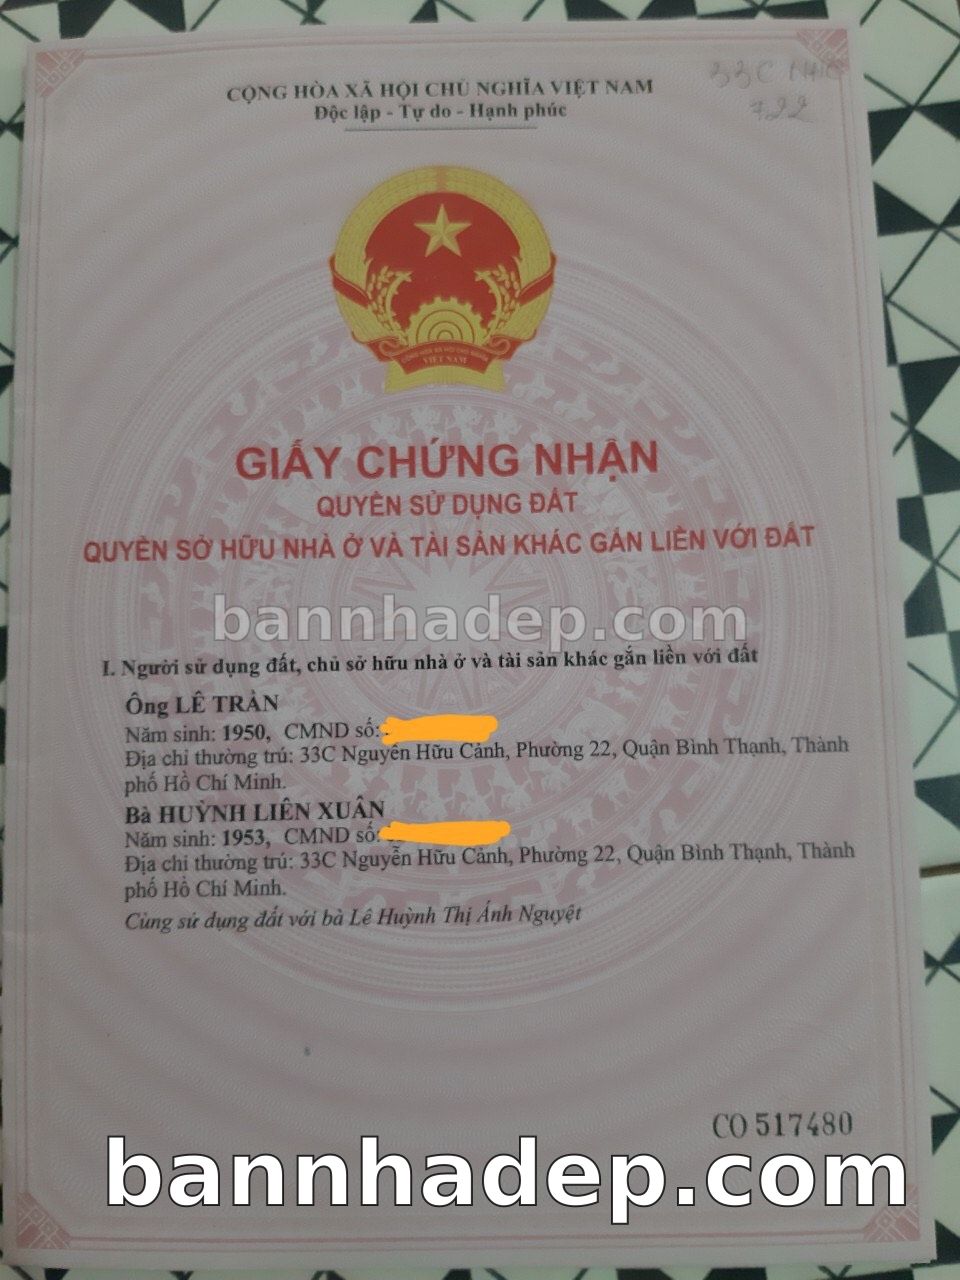 CỘNG HÒA XÃ HỘI CHỦ NGHĨA VIỆT NAM
Độc lập - Tự do - Hạnh phúc
33C NHC
722
VIỆT NAM
GIẤY CHỨNG NHẬN
QUYỀN SỬ DỤNG ĐẤT
QUYỀN SỞ HỮU NHÀ Ở VÀ TÀI SẢN KHÁC GẮN LIỀN VỚI ĐẤT
bannhadep.com
I. Người sử dụng đất, chủ sở hữu nhà ở và tài sản khác gắn liền với đất
Ông LÊ TRẦN
Năm sinh: 1950, CMND số:
Địa chỉ thường trú: 33C Nguyễn Hữu Cảnh, Phường 22, Quận Bình Thạnh, Thành
phố Hồ Chí Minh.
Bà HUỲNH LIÊN XUÂN
Năm sinh: 1953, CMND số:
Địa chỉ thường trú: 33C Nguyễn Hữu Cảnh, Phường 22, Quận Bình Thạnh, Thành
phố Hồ Chí Minh.
Cùng sử dụng đất với bà Lê Huỳnh Thị Ánh Nguyệt
CO 517480
bannhadep.com